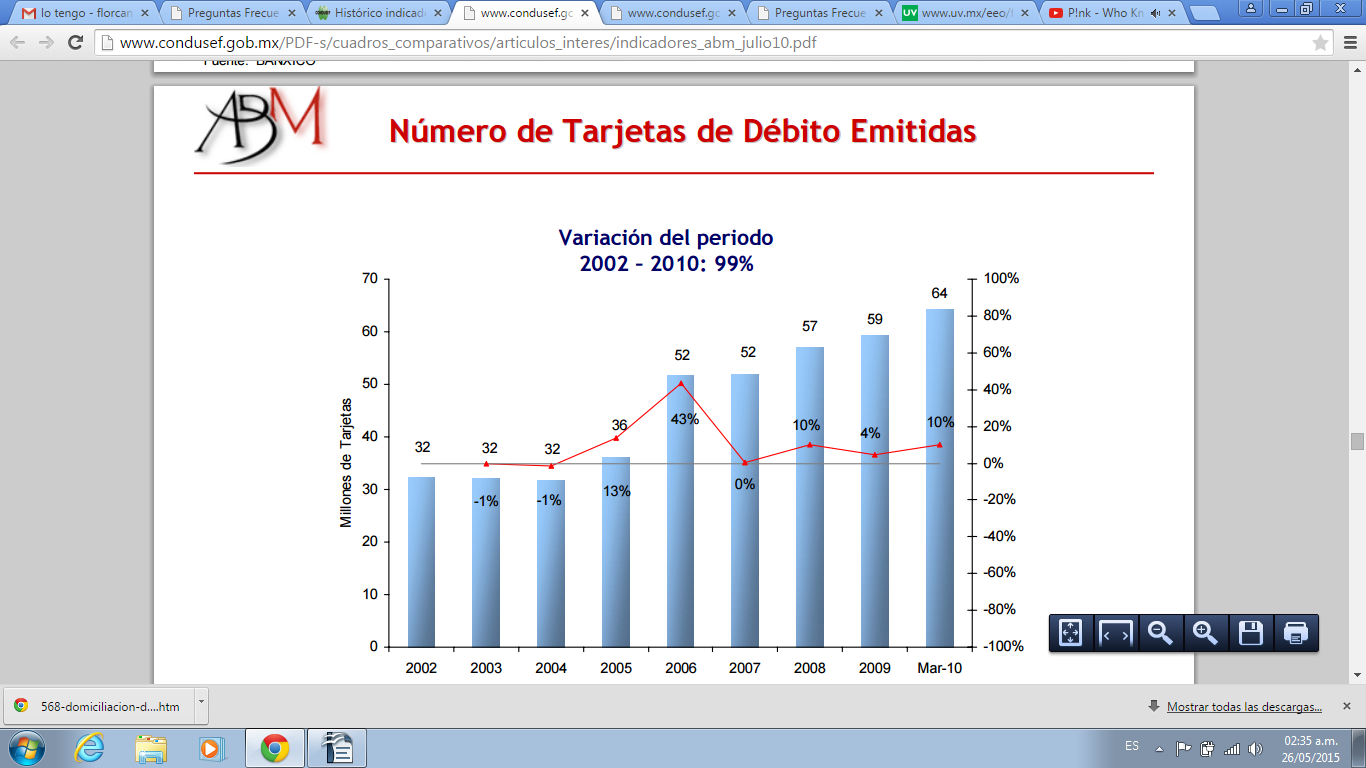 lo tengo - florcan
Preguntas Frecue
Histórico indicad
www.condusef.go
www.condusef.go
Preguntas Frecue
UV www.uv.mx/eeo/
P!nk - Who Kn
www.condusef.gob.mx/PDF-s/cuadros_comparativos/articulos_interes/indicadores_abm_julio10.pdf
Fuente: BANXICO
ABM
Número de Tarjetas de Débito Emitidas
Variación del periodo
2002 – 2010: 99%
Millones de Tarjetas
70
60
50
40
30
20
10
0
32
32
32
36
52
52
57
59
64
-1%
-1%
13%
43%
0%
10%
4%
10%
100%
80%
60%
40%
20%
0%
-20%
-40%
-60%
-80%
-100%
2002 2003 2004 2005 2006 2007 2008 2009 Mar-10
568-domiciliacion-d....htm
Mostrar todas las descargas...
ES
02:35 a.m.
26/05/2015